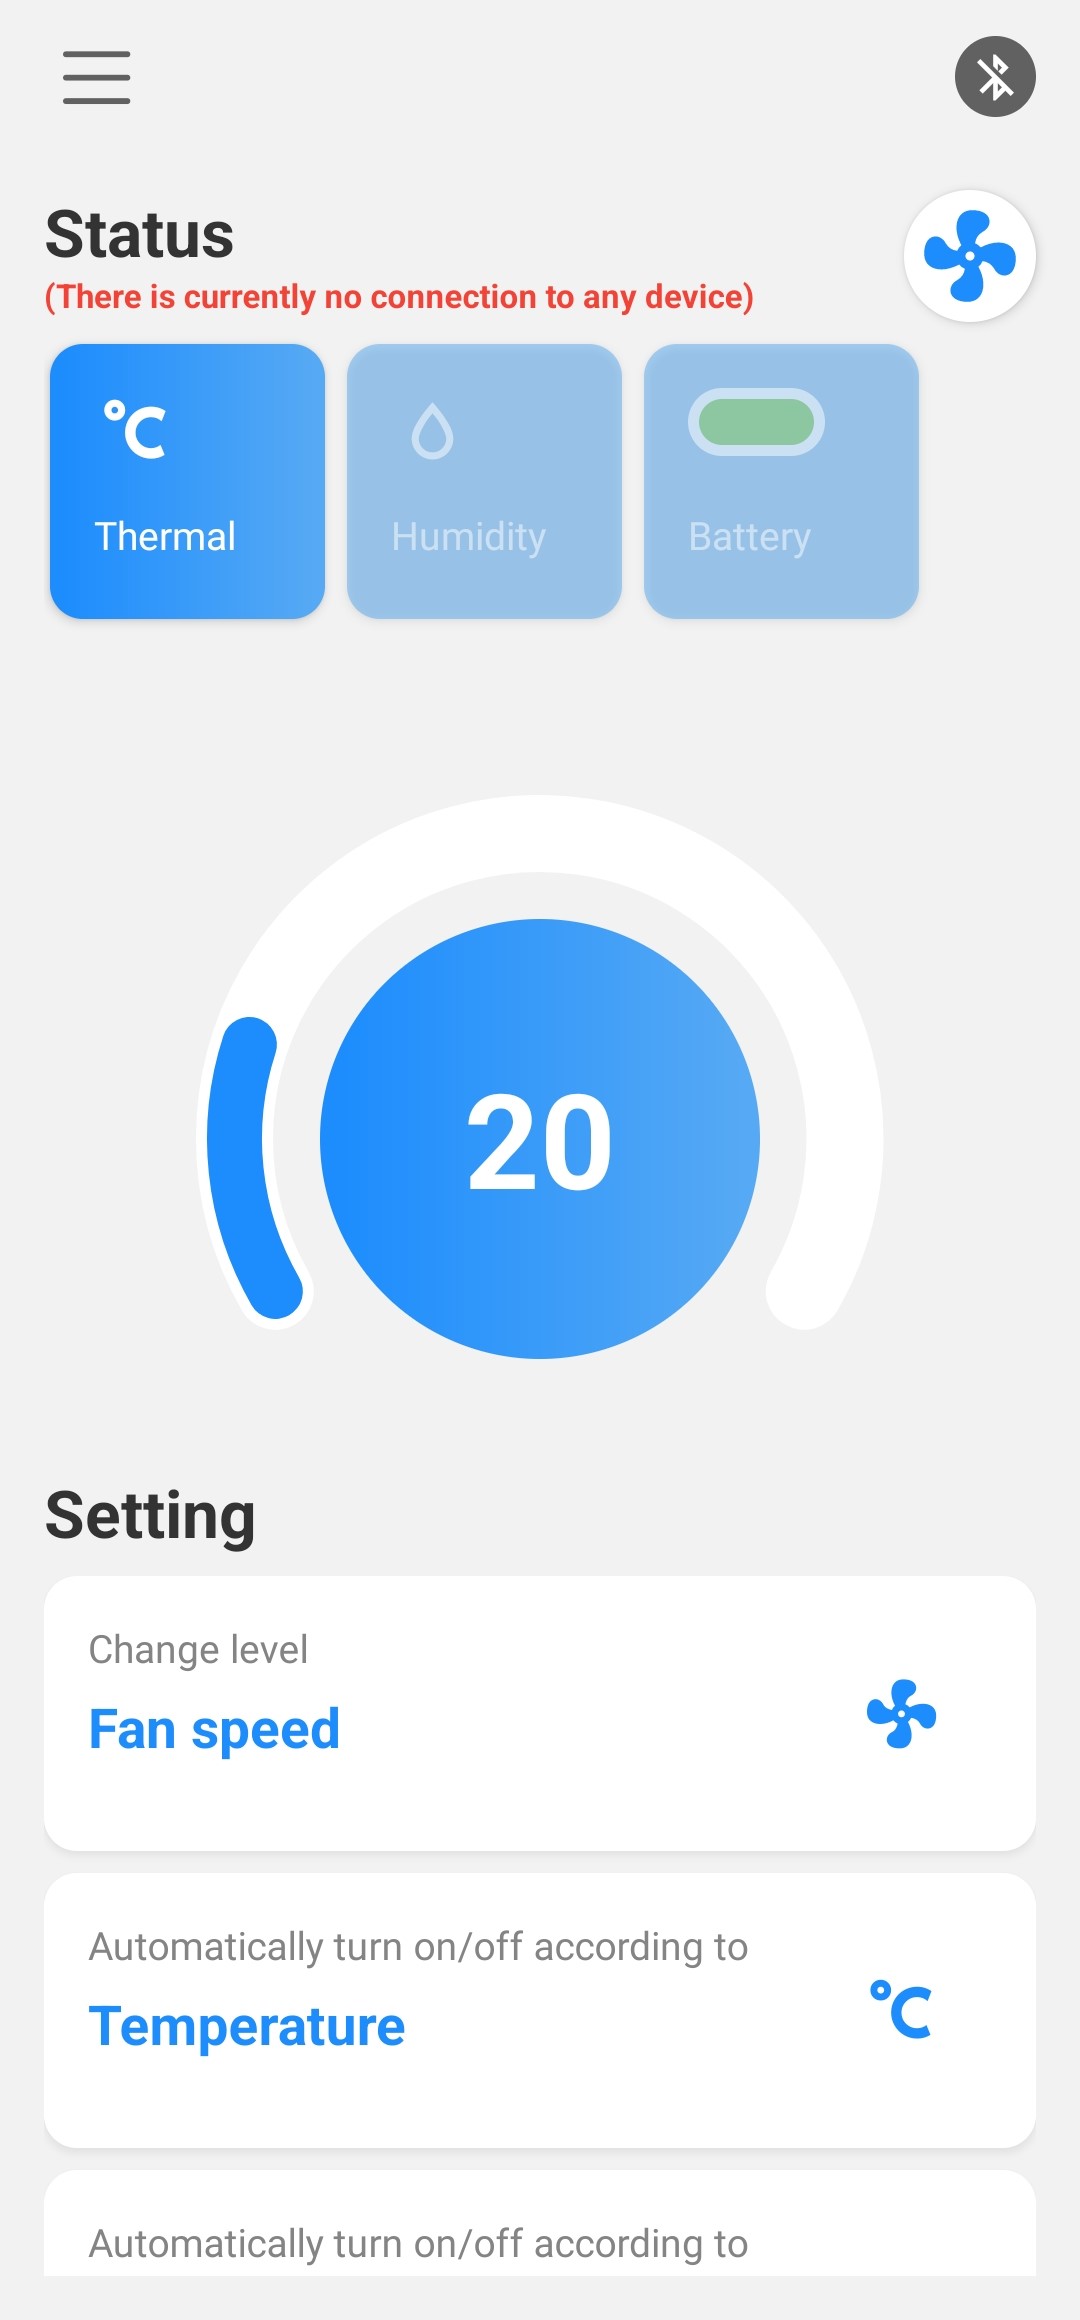 Status
(There is currently no connection to any device)
℃
Thermal
Humidity
Battery
20
Setting
Change level
Fan speed
Automatically turn on/off according to
Temperature
℃
Automatically turn on/off according to